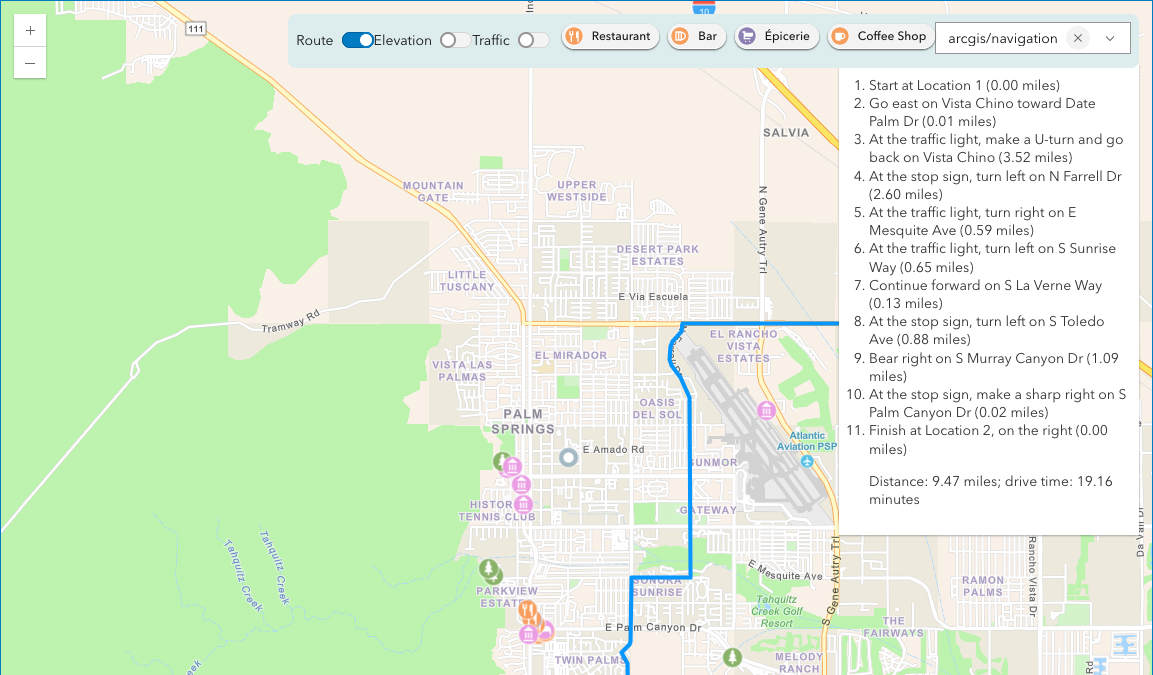 +
−
111
10
Route
Elevation
Traffic
Restaurant
Bar
Épicerie
Coffee Shop
arcgis/navigation
1. Start at Location 1 (0.00 miles)
2. Go east on Vista Chino toward Date
Palm Dr (0.01 miles)
3. At the traffic light, make a U-turn and go
back on Vista Chino (3.52 miles)
4. At the stop sign, turn left on N Farrell Dr
(2.60 miles)
5. At the traffic light, turn right on E
Mesquite Ave (0.59 miles)
6. At the traffic light, turn left on S Sunrise
Way (0.65 miles)
7. Continue forward on S La Verne Way
(0.13 miles)
8. At the stop sign, turn left on S Toledo
Ave (0.88 miles)
9. Bear right on S Murray Canyon Dr (1.09
miles)
10. At the stop sign, make a sharp right on S
Palm Canyon Dr (0.02 miles)
11. Finish at Location 2, on the right (0.00
miles)
Distance: 9.47 miles; drive time: 19.16
minutes
SALVIA
MOUNTAIN
GATE
UPPER
WESTSIDE
N Gene Autry Trl
DESERT PARK
ESTATES
LITTLE
TUSCANY
E Via Escuela
Tramway Rd
EL RANCHO
VISTA
ESTATES
EL MIRADOR
VISTA LAS
PALMAS
OASIS
DEL SOL
PALM
SPRINGS
Atlantic
Aviation PSP
E Amado Rd
SUNMOR
HISTOR
TENNIS CLUB
GATEWAY
Da Vall Dr
Tahquitz Creek
Tahquitz Creek
S Gene Autry Trl
Rancho Vista Dr
E Mesquite Ave
PARKVIEW
ESTATE
SONORA
SUNRISE
RAMON
PALMS
Tahquitz
Creek Golf
Resort
E Palm Canyon Dr
THE
FAIRWAYS
TWIN PALMS
MELODY
RANCH
Rd